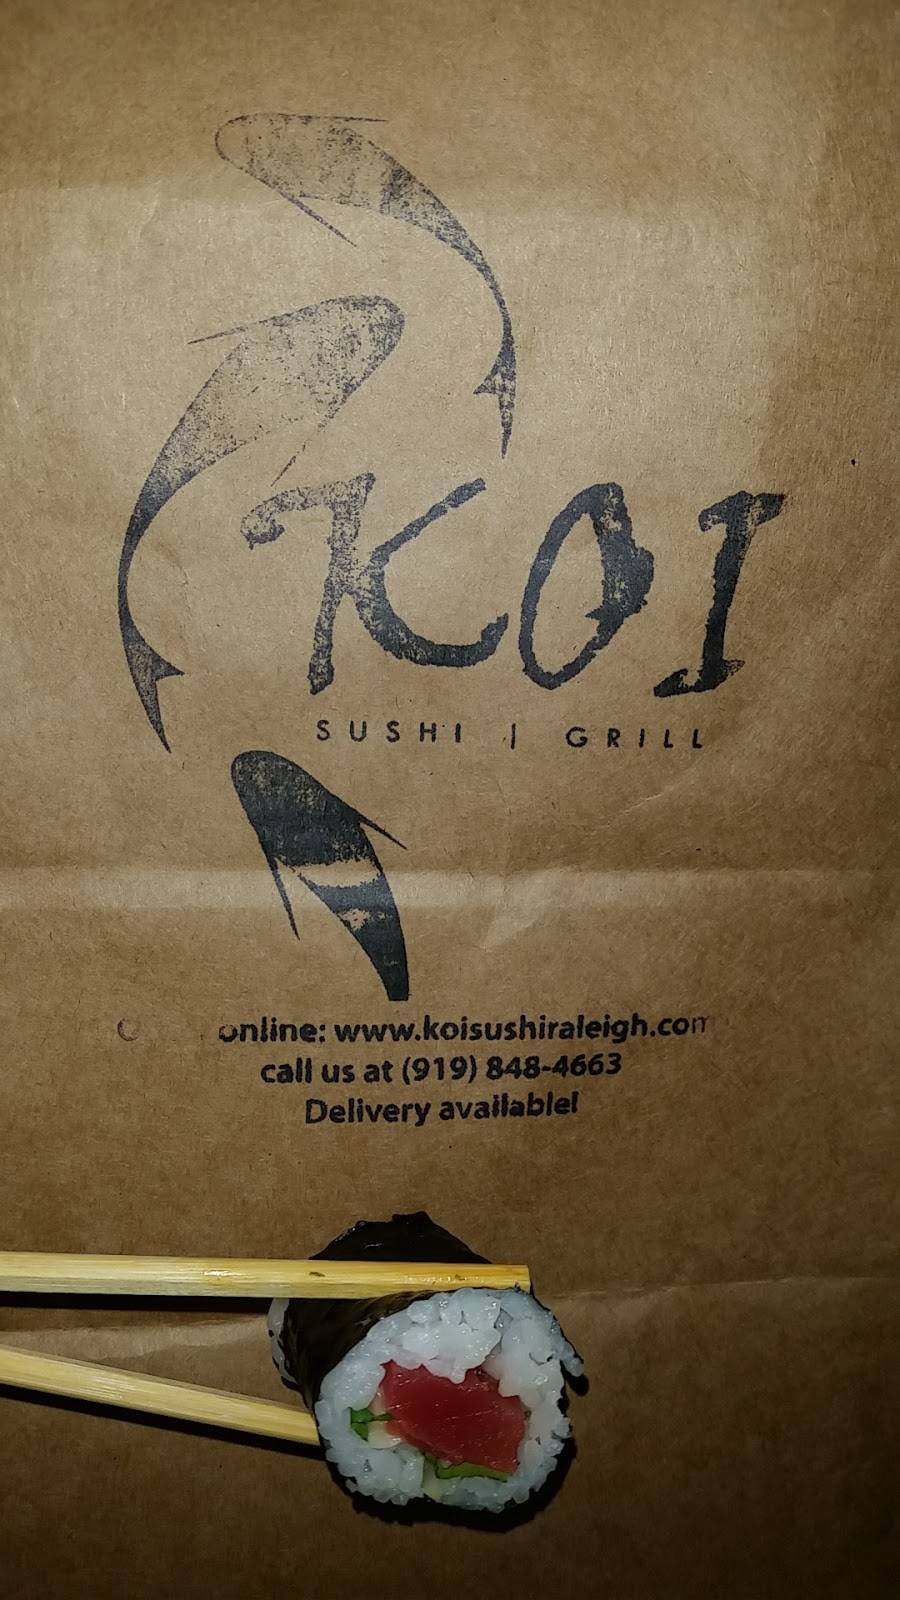 KOI
SUSHI | GRILL
online: www.koisushiraleigh.com
call us at (919) 848-4663
Delivery available!